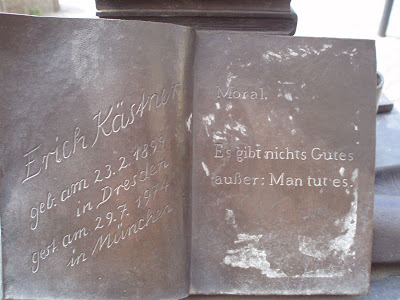 Erich Kästner
geb. am 23.2.1899
in Dresden
gest. am 29.7.1974
in München
Moral.
Es gibt nichts Gutes
außer: Man tut es.